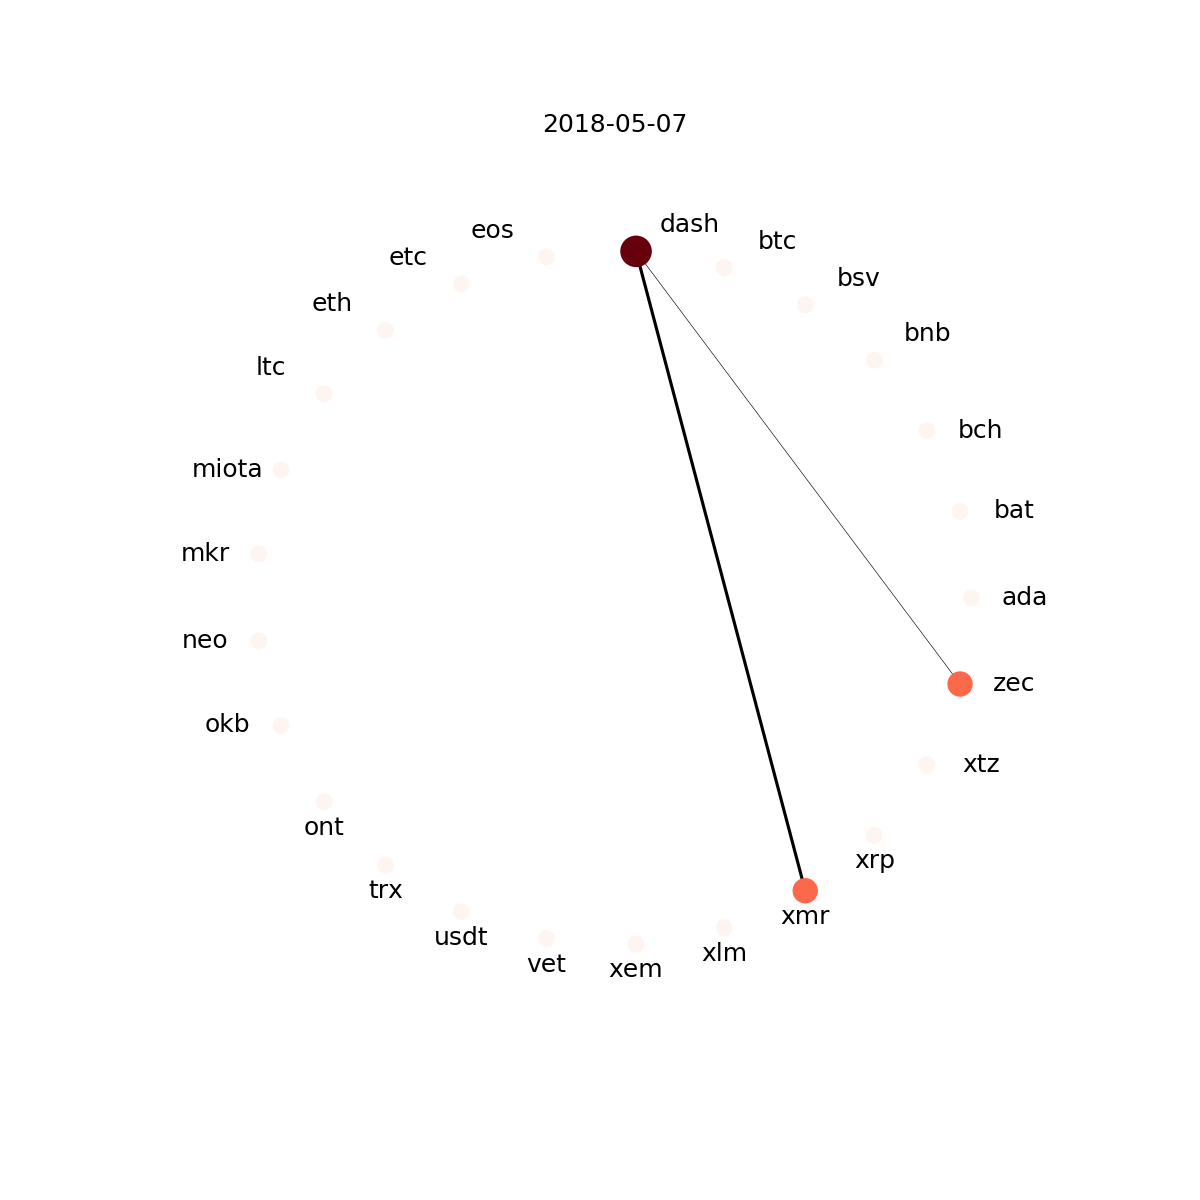 2018-05-07
dash
eos
btc
etc
bsv
eth
bnb
ltc
bch
miota
bat
mkr
ada
neo
zec
okb
xtz
ont
xrp
trx
xmr
usdt
xlm
vet
xem